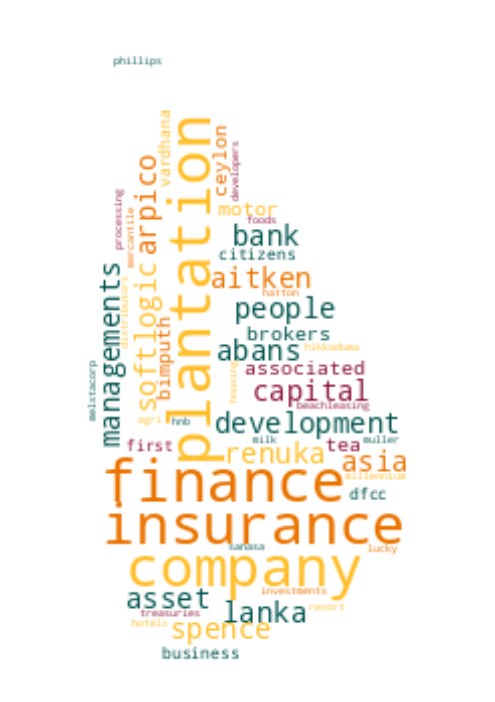 phillips
plantation
vardhana
ceylon
developers
arpico
processing
motor
mercantile
foods
bank
citizens
softlogic
managements
aitken
distributors
hatton
people
bimputh
brokers
abans
hikkaduwa
melstacorp
housing
associated
capital
beachleasing
agri
hnb
development
first
milk
tea
muller
renuka
asia
finance
millennium
dfcc
insurance
sanasa
lucky
company
asset
investments
lanka
resort
treasuries
hotels
spence
business